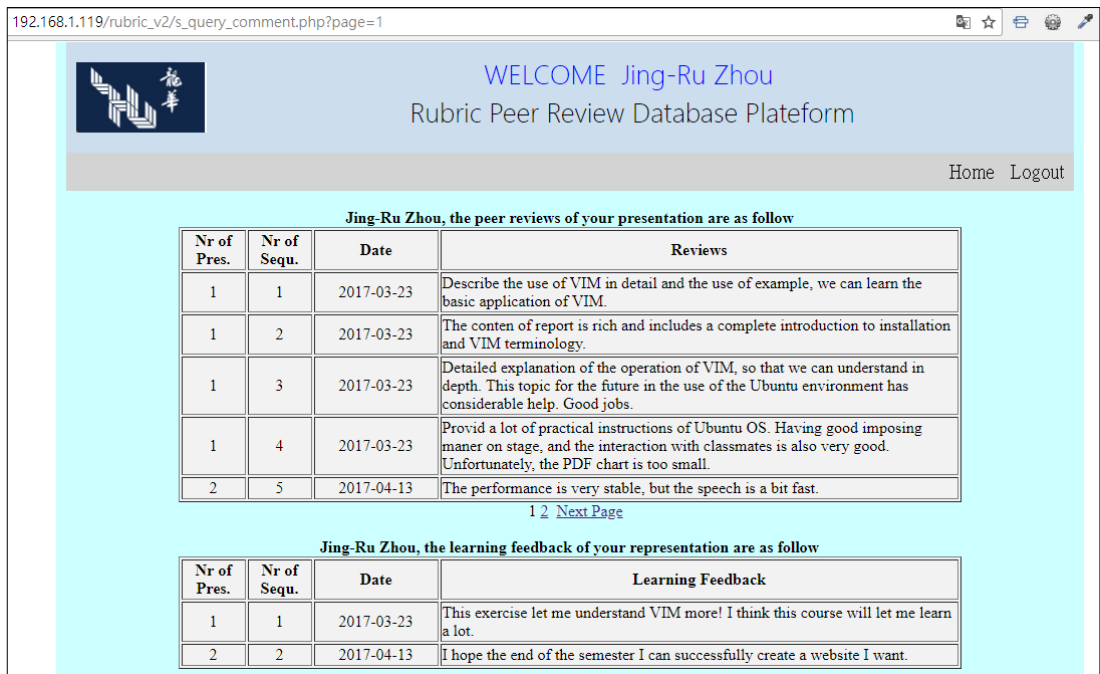 192.168.1.119/rubric_v2/s_query_comment.php?page=1
龍華
LHU
WELCOME Jing-Ru Zhou
Rubric Peer Review Database Plateform
Home Logout
Jing-Ru Zhou, the peer reviews of your presentation are as follow
Nr of Pres. Nr of Sequ. Date Reviews
1 1 2017-03-23 Describe the use of VIM in detail and the use of example, we can learn the
basic application of VIM.
1 2 2017-03-23 The conten of report is rich and includes a complete introduction to installation
and VIM terminology.
1 3 2017-03-23 Detailed explanation of the operation of VIM, so that we can understand in
depth. This topic for the future in the use of the Ubuntu environment has
considerable help. Good jobs.
1 4 2017-03-23 Provid a lot of practical instructions of Ubuntu OS. Having good imposing
maner on stage, and the interaction with classmates is also very good.
Unfortunately, the PDF chart is too small.
2 5 2017-04-13 The performance is very stable, but the speech is a bit fast.
1 2 Next Page
Jing-Ru Zhou, the learning feedback of your representation are as follow
Nr of Pres. Nr of Sequ. Date Learning Feedback
1 1 2017-03-23 This exercise let me understand VIM more! I think this course will let me learn
a lot.
2 2 2017-04-13 I hope the end of the semester I can successfully create a website I want.